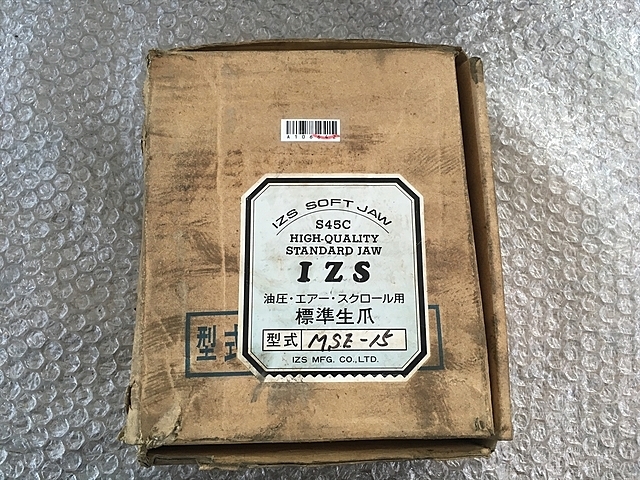 IZS SOFT JAW
S45C
HIGH-QUALITY
STANDARD JAW
IZS
油圧・エアー・スクロール用
標準生爪
型式 MSE-15
IZS MFG. CO.,LTD.
型式